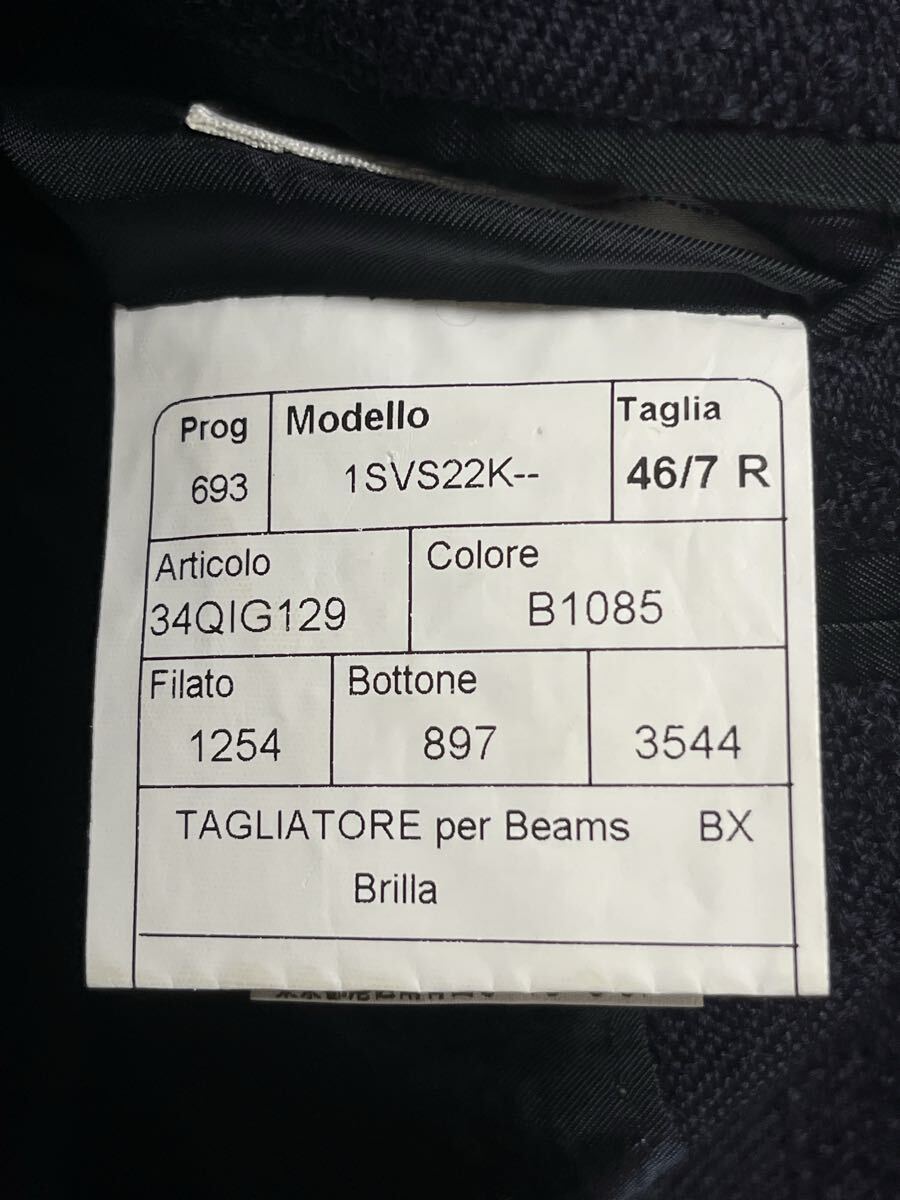 Prog
693
Modello
1SVS22K--
Taglia
46/7 R
Articolo
34QIG129
Colore
B1085
Filato
1254
Bottone
897
3544
TAGLIATORE per Beams BX
Brilla